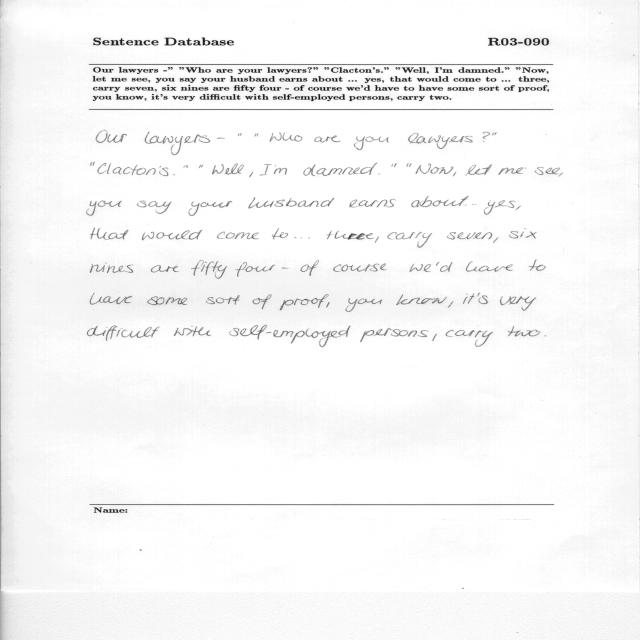 Sentence Database R03-090
Our lawyers -" "Who are your lawyers?" "Clacton's." "Well, I'm damned." "Now,
let me see, you say your husband earns about ... yes, that would come to ... three,
carry seven, six nines are fifty four - of course we'd have to have some sort of proof,
you know, it's very difficult with self-employed persons, carry two.
Our lawyers - " " Who are you lawyers?"
"Clacton's." "Well, I'm damned." "Now, let me see,
you say your husband earns about - yes,
that would come to ... three, carry seven, six
nines are fifty four - of course we'd have to
have some sort of proof, you know, it's very
difficult with self-employed persons, carry two.
Name: